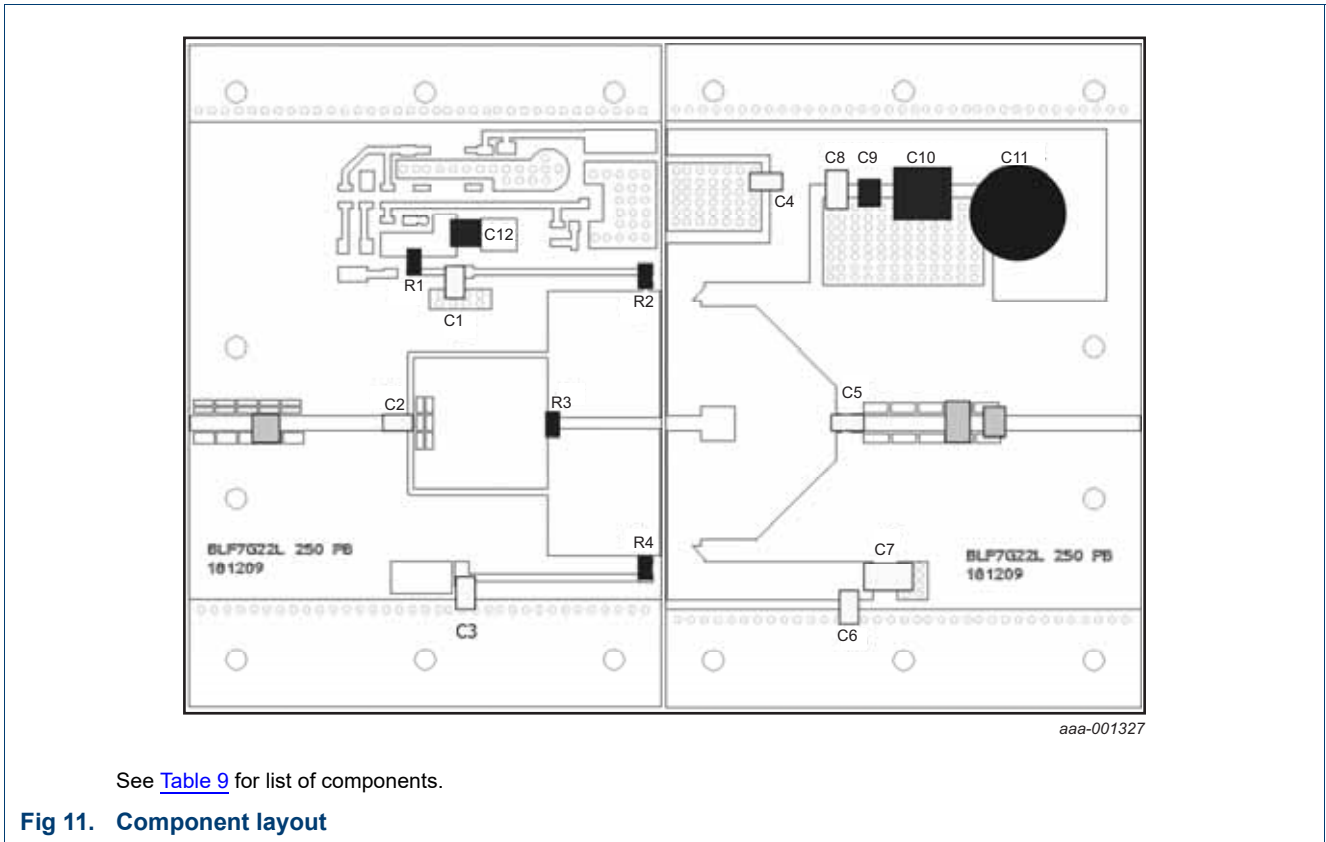 C8
C9
C10
C11
C4
C12
R1
R2
C1
C2
R3
C5
BLF7G22L 250 PB
181209
R4
C7
BLF7G22L 250 PB
181209
C3
C6
aaa-001327
See Table 9 for list of components.
Fig 11. Component layout